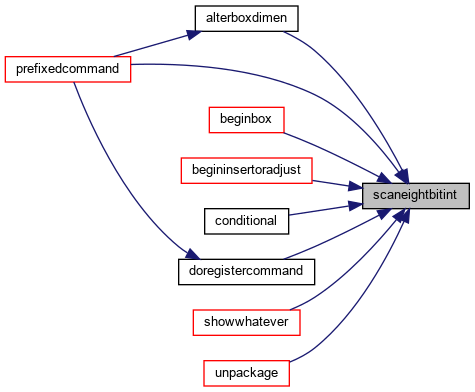 alterboxdimen
prefixedcommand
beginbox
begininsertoradjust
scaneightbitint
conditional
doregistercommand
showwhatever
unpackage